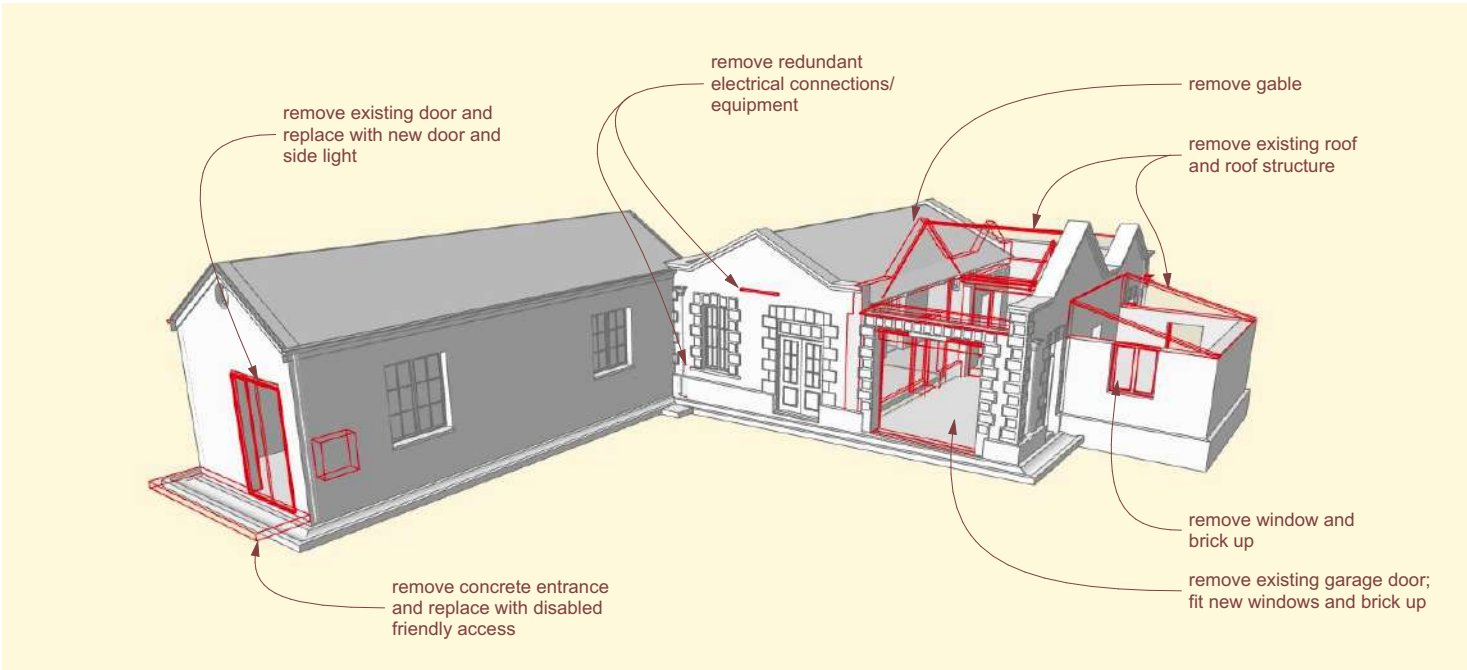 remove redundant
electrical connections/
equipment
remove gable
remove existing door and
replace with new door and
side light
remove existing roof
and roof structure
remove window and
brick up
remove existing garage door;
fit new windows and brick up
remove concrete entrance
and replace with disabled
friendly access